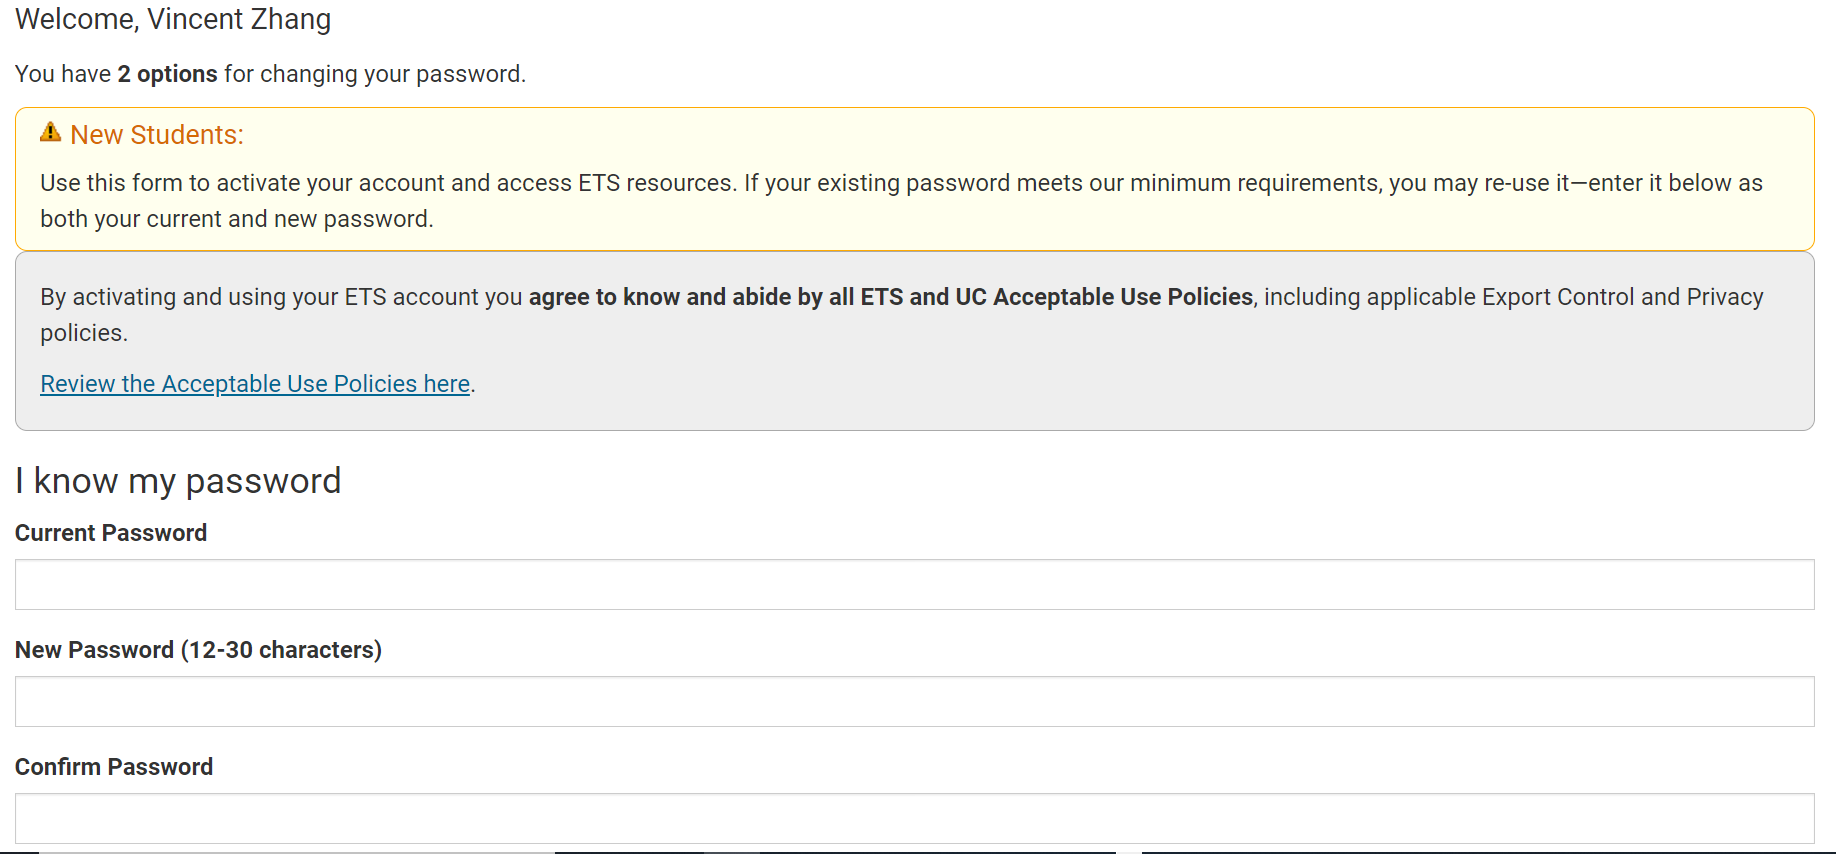 Welcome, Vincent Zhang
You have 2 options for changing your password.
New Students:
Use this form to activate your account and access ETS resources. If your existing password meets our minimum requirements, you may re-use it—enter it below as
both your current and new password.
By activating and using your ETS account you agree to know and abide by all ETS and UC Acceptable Use Policies, including applicable Export Control and Privacy
policies.
Review the Acceptable Use Policies here.
I know my password
Current Password
New Password (12-30 characters)
Confirm Password